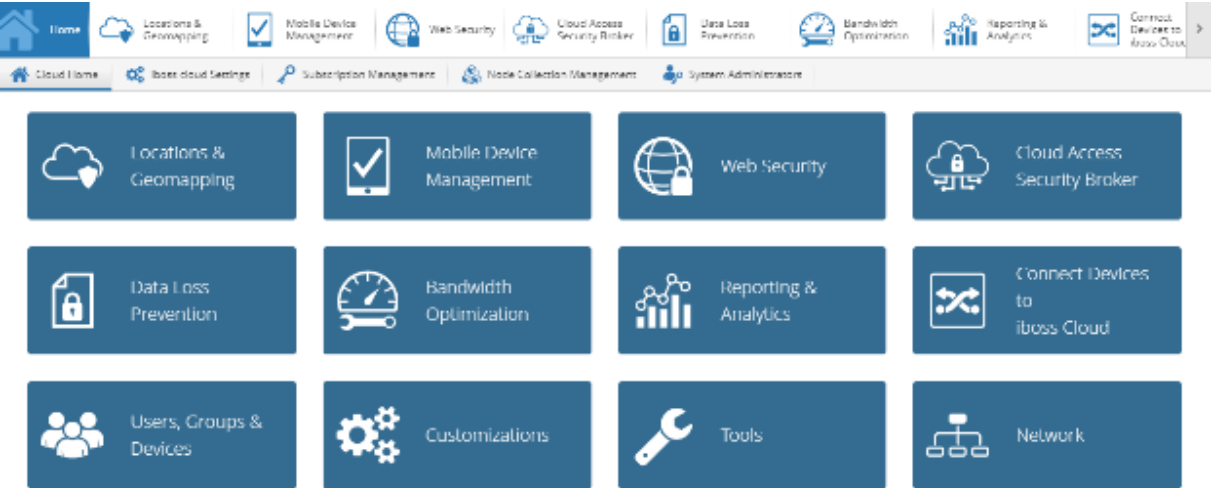 Home
Locations &
Geomapping
Mobile Device
Management
Web Security
Cloud Access
Security Broker
Data Loss
Prevention
Bandwidth
Optimization
Reporting &
Analytics
Connect
Devices to
iboss Clou
Cloud Home
iboss cloud Settings
Subscription Management
Node Collection Management
System Administrators
Locations &
Geomapping
Mobile Device
Management
Web Security
Cloud Access
Security Broker
Data Loss
Prevention
Bandwidth
Optimization
Reporting &
Analytics
Connect Devices
to
iboss Cloud
Users, Groups &
Devices
Customizations
Tools
Network